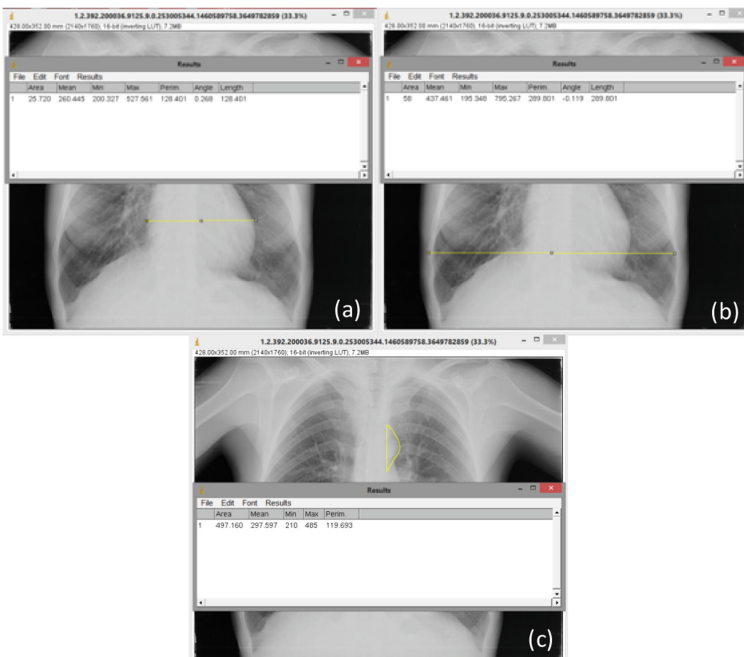 1.2.392.200036.9125.9.0.253005344.1460589758.3649782859 (33.3%)
428.00x352.00 mm (2140x1760); 16-bit (inverting LUT); 7.2MB
Results
File Edit Font Results
Area Mean Min Max Perim. Angle Length
1 25.720 260.445 200.327 527.561 128.401 0.268 128.401
(a)
1.2.392.200036.9125.9.0.253005344.1460589758.3649782859 (33.3%)
428.00x352.00 mm (2140x1760); 16-bit (inverting LUT); 7.2MB
Results
File Edit Font Results
Area Mean Min Max Perim. Angle Length
1 58 437.461 195.348 795.267 289.801 -0.119 289.801
(b)
1.2.392.200036.9125.9.0.253005344.1460589758.3649782859 (33.3%)
428.00x352.00 mm (2140x1760); 16-bit (inverting LUT); 7.2MB
Results
File Edit Font Results
Area Mean Min Max Perim.
1 497.160 297.597 210 485 119.693
(c)